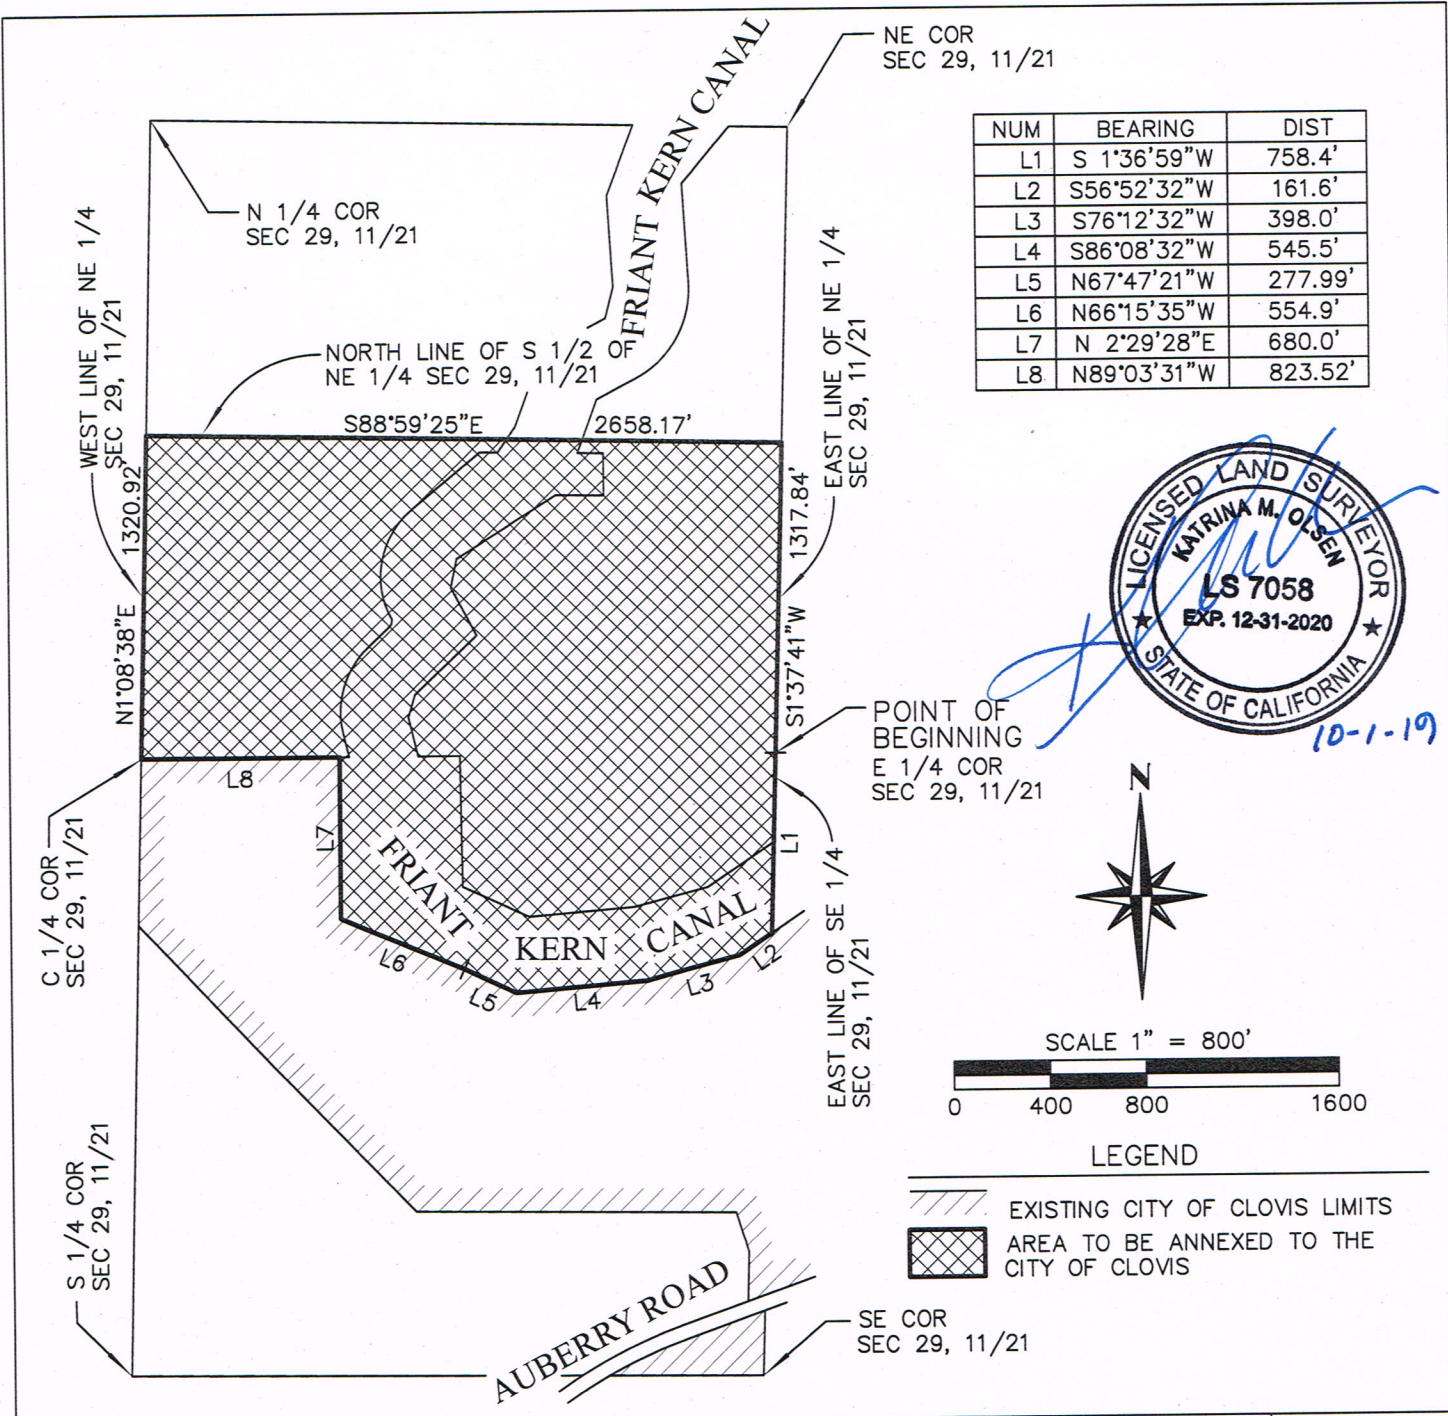 NE COR
SEC 29, 11/21
FRIANT KERN CANAL
N 1/4 COR
SEC 29, 11/21
WEST LINE OF NE 1/4
SEC 29, 11/21
NORTH LINE OF S 1/2 OF
NE 1/4 SEC 29, 11/21
EAST LINE OF NE 1/4
SEC 29, 11/21
S88°59'25"E
2658.17'
1320.92'
N1°08'38"E
1317.84'
S1°37'41"W
NUM BEARING DIST
L1 S 1°36'59"W 758.4'
L2 S56°52'32"W 161.6'
L3 S76°12'32"W 398.0'
L4 S86°08'32"W 545.5'
L5 N67°47'21"W 277.99'
L6 N66°15'35"W 554.9'
L7 N 2°29'28"E 680.0'
L8 N89°03'31"W 823.52'
LICENSED LAND SURVEYOR
KATRINA M. OLSEN
LS 7058
EXP. 12-31-2020
STATE OF CALIFORNIA
10-1-19
POINT OF
BEGINNING
E 1/4 COR
SEC 29, 11/21
L8
L7
L1
C 1/4 COR
SEC 29, 11/21
FRIANT
KERN
CANAL
L6
L5
L4
L3
L2
EAST LINE OF SE 1/4
SEC 29, 11/21
N
SCALE 1" = 800'
0 400 800 1600
LEGEND
EXISTING CITY OF CLOVIS LIMITS
AREA TO BE ANNEXED TO THE
CITY OF CLOVIS
S 1/4 COR
SEC 29, 11/21
AUBERRY ROAD
SE COR
SEC 29, 11/21